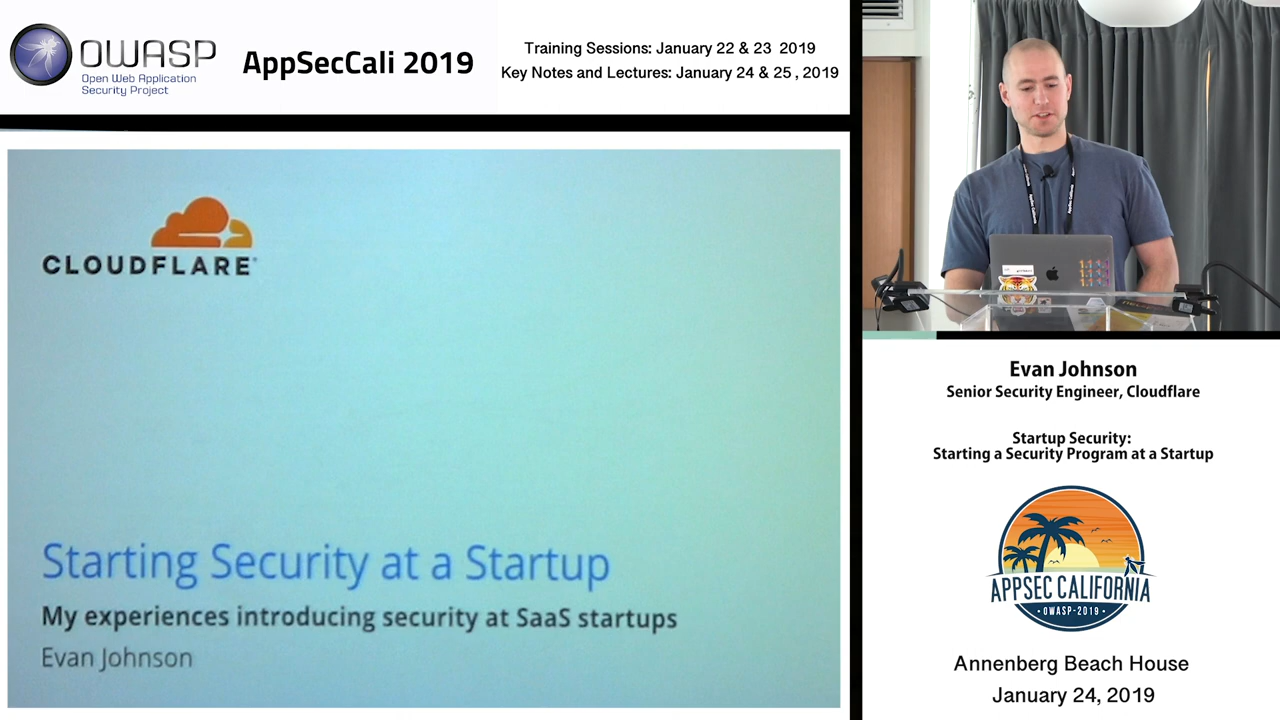 OWASP
Open Web Application
Security Project
AppSecCali 2019
Training Sessions: January 22 & 23 2019
Key Notes and Lectures: January 24 & 25 , 2019
CLOUDFLARE
Starting Security at a Startup
My experiences introducing security at SaaS startups
Evan Johnson
Evan Johnson
Senior Security Engineer, Cloudflare
Startup Security:
Starting a Security Program at a Startup
APPSEC CALIFORNIA
• OWASP-2019 •
Annenberg Beach House
January 24, 2019